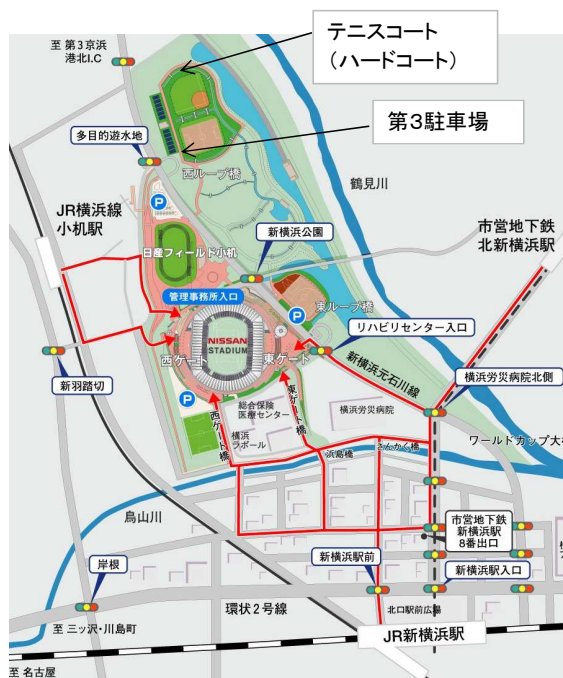 テニスコート
（ハードコート）
至 第3京浜
港北I.C
第3駐車場
多目的遊水地
西ループ橋
鶴見川
P
JR横浜線
小机駅
市営地下鉄
北新横浜駅
日産フィールド小机
新横浜公園
管理事務所入口
東ループ橋
P
リハビリセンター入口
NISSAN
STADIUM
西ゲート
東ゲート
新横浜元石川線
新羽踏切
横浜労災病院北側
P
西ゲート橋
東ゲート橋
総合保険
医療センター
横浜労災病院
横浜
ラポール
浜鳥橋
さんかく橋
ワールドカップ大橋
鳥山川
市営地下鉄
新横浜駅
8番出口
岸根
新横浜駅前
新横浜駅入口
環状2号線
北口駅前広場
至 三ッ沢・川島町
JR新横浜駅
至 名古屋